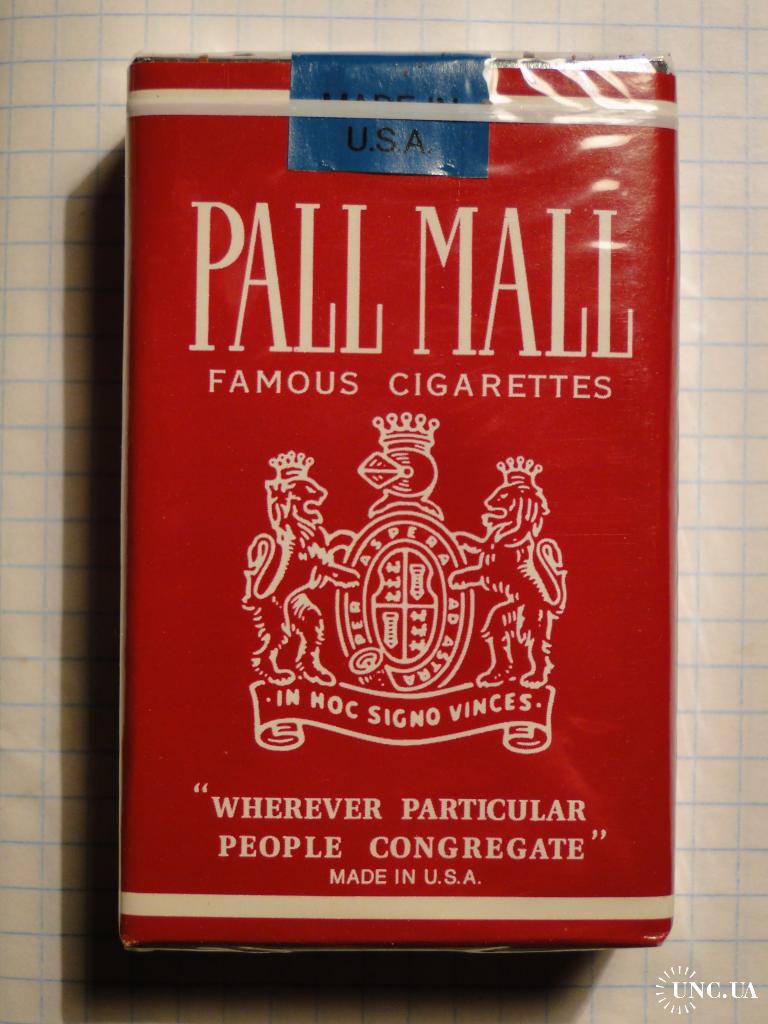 MADE IN
U.S.A.
PALL MALL
FAMOUS CIGARETTES
PER ASPERA AD ASTRA
· IN HOC SIGNO VINCES ·
“WHEREVER PARTICULAR
PEOPLE CONGREGATE”
MADE IN U.S.A.
UNC.UA